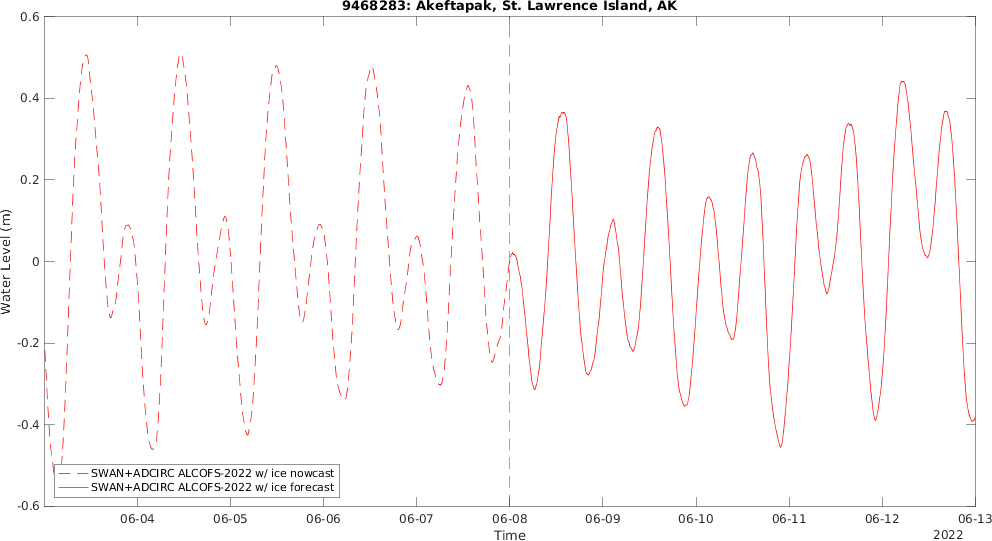 9468283: Akeftapak, St. Lawrence Island, AK
0.6
0.4
0.2
0
-0.2
-0.4
-0.6
Water Level (m)
SWAN+ADCIRC ALCOFS-2022 w/ ice nowcast
SWAN+ADCIRC ALCOFS-2022 w/ ice forecast
06-04 06-05 06-06 06-07 06-08 06-09 06-10 06-11 06-12 06-13
Time
2022